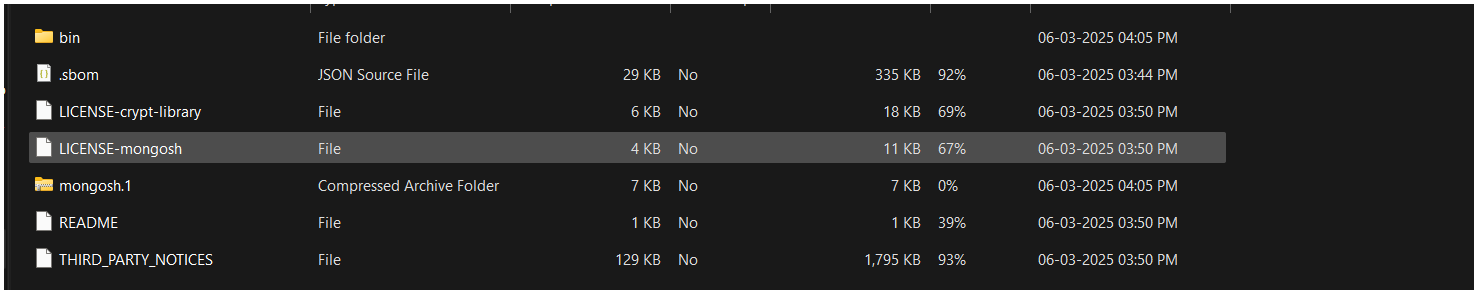 bin File folder 06-03-2025 04:05 PM
.sbom JSON Source File 29 KB No 335 KB 92% 06-03-2025 03:44 PM
LICENSE-crypt-library File 6 KB No 18 KB 69% 06-03-2025 03:50 PM
LICENSE-mongosh File 4 KB No 11 KB 67% 06-03-2025 03:50 PM
mongosh.1 Compressed Archive Folder 7 KB No 7 KB 0% 06-03-2025 04:05 PM
README File 1 KB No 1 KB 39% 06-03-2025 03:50 PM
THIRD_PARTY_NOTICES File 129 KB No 1,795 KB 93% 06-03-2025 03:50 PM